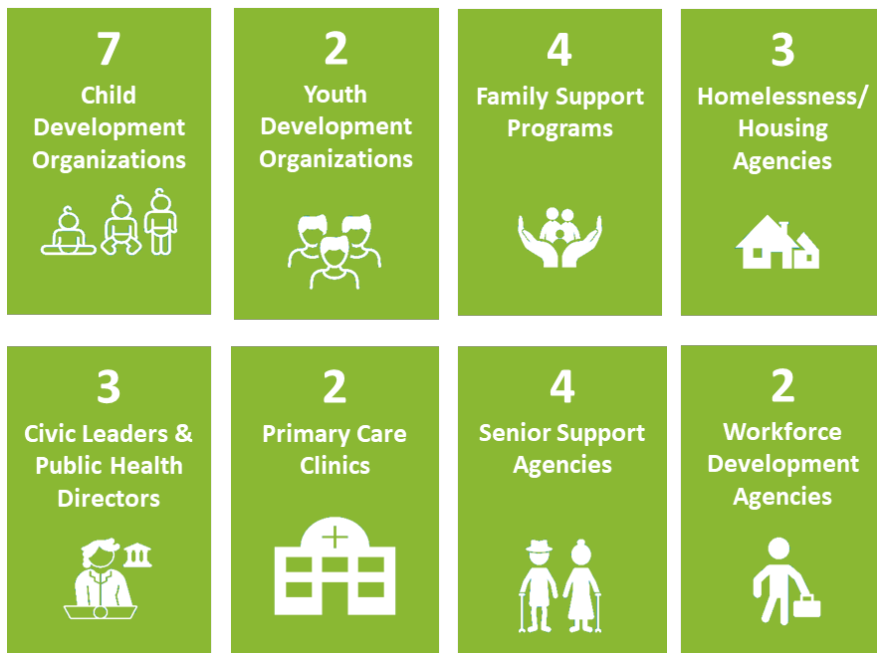 7
Child
Development
Organizations
2
Youth
Development
Organizations
4
Family Support
Programs
3
Homelessness/
Housing
Agencies
3
Civic Leaders &
Public Health
Directors
2
Primary Care
Clinics
4
Senior Support
Agencies
2
Workforce
Development
Agencies